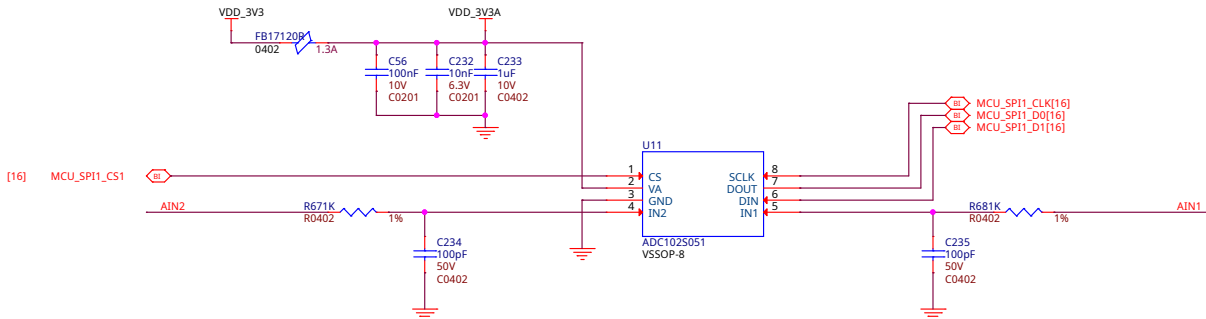 VDD_3V3
VDD_3V3A
FB17120R
0402
1.3A
C56
100nF
10V
C0201
C232
10nF
6.3V
C0201
C233
1uF
10V
C0402
BI
MCU_SPI1_CLK[16]
BI
MCU_SPI1_D0[16]
BI
MCU_SPI1_D1[16]
U11
[16]
MCU_SPI1_CS1
BI
1
CS
SCLK
8
2
VA
DOUT
7
3
GND
DIN
6
4
IN2
IN1
5
AIN2
R671K
R0402
1%
R681K
R0402
1%
AIN1
ADC102S051
VSSOP-8
C234
100pF
50V
C0402
C235
100pF
50V
C0402